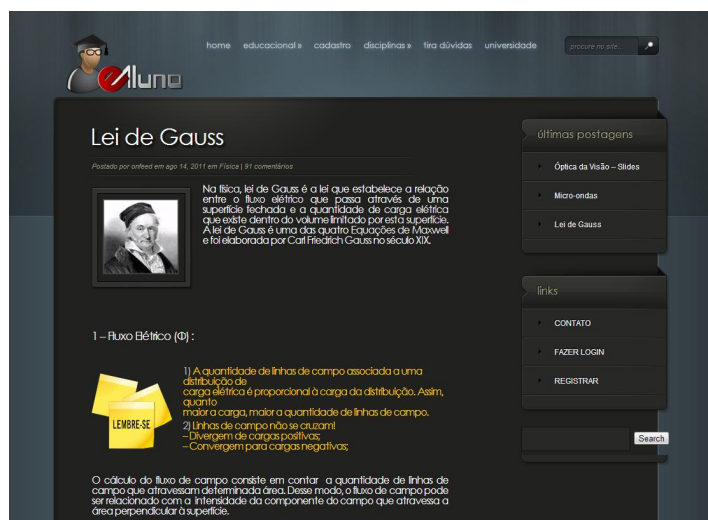 home educacional » cadastro disciplinas » tira dúvidas universidade
procure no site...
eAluno
Lei de Gauss
Postado por onfeed em ago 14, 2011 em Física | 91 comentários
Na física, lei de Gauss é a lei que estabelece a relação
entre o fluxo elétrico que passa através de uma
superfície fechada e a quantidade de carga elétrica
que existe dentro do volume limitado por esta superfície.
A lei de Gauss é uma das quatro Equações de Maxwell
e foi elaborada por Carl Friedrich Gauss no século XIX.
1 – Fluxo Elétrico (Φ) :
LEMBRE-SE
1) A quantidade de linhas de campo associada a uma
distribuição de
carga elétrica é proporcional à carga da distribuição. Assim,
quanto
maior a carga, maior a quantidade de linhas de campo.
2) Linhas de campo não se cruzam!
– Divergem de cargas positivas;
– Convergem para cargas negativas;
O cálculo do fluxo de campo consiste em contar a quantidade de linhas de
campo que atravessam determinada área. Desse modo, o fluxo de campo pode
ser relacionado com a intensidade da componente do campo que atravessa a
área perpendicular à superfície.
últimas postagens
Óptica da Visão – Slides
Micro-ondas
Lei de Gauss
links
CONTATO
FAZER LOGIN
REGISTRAR
Search